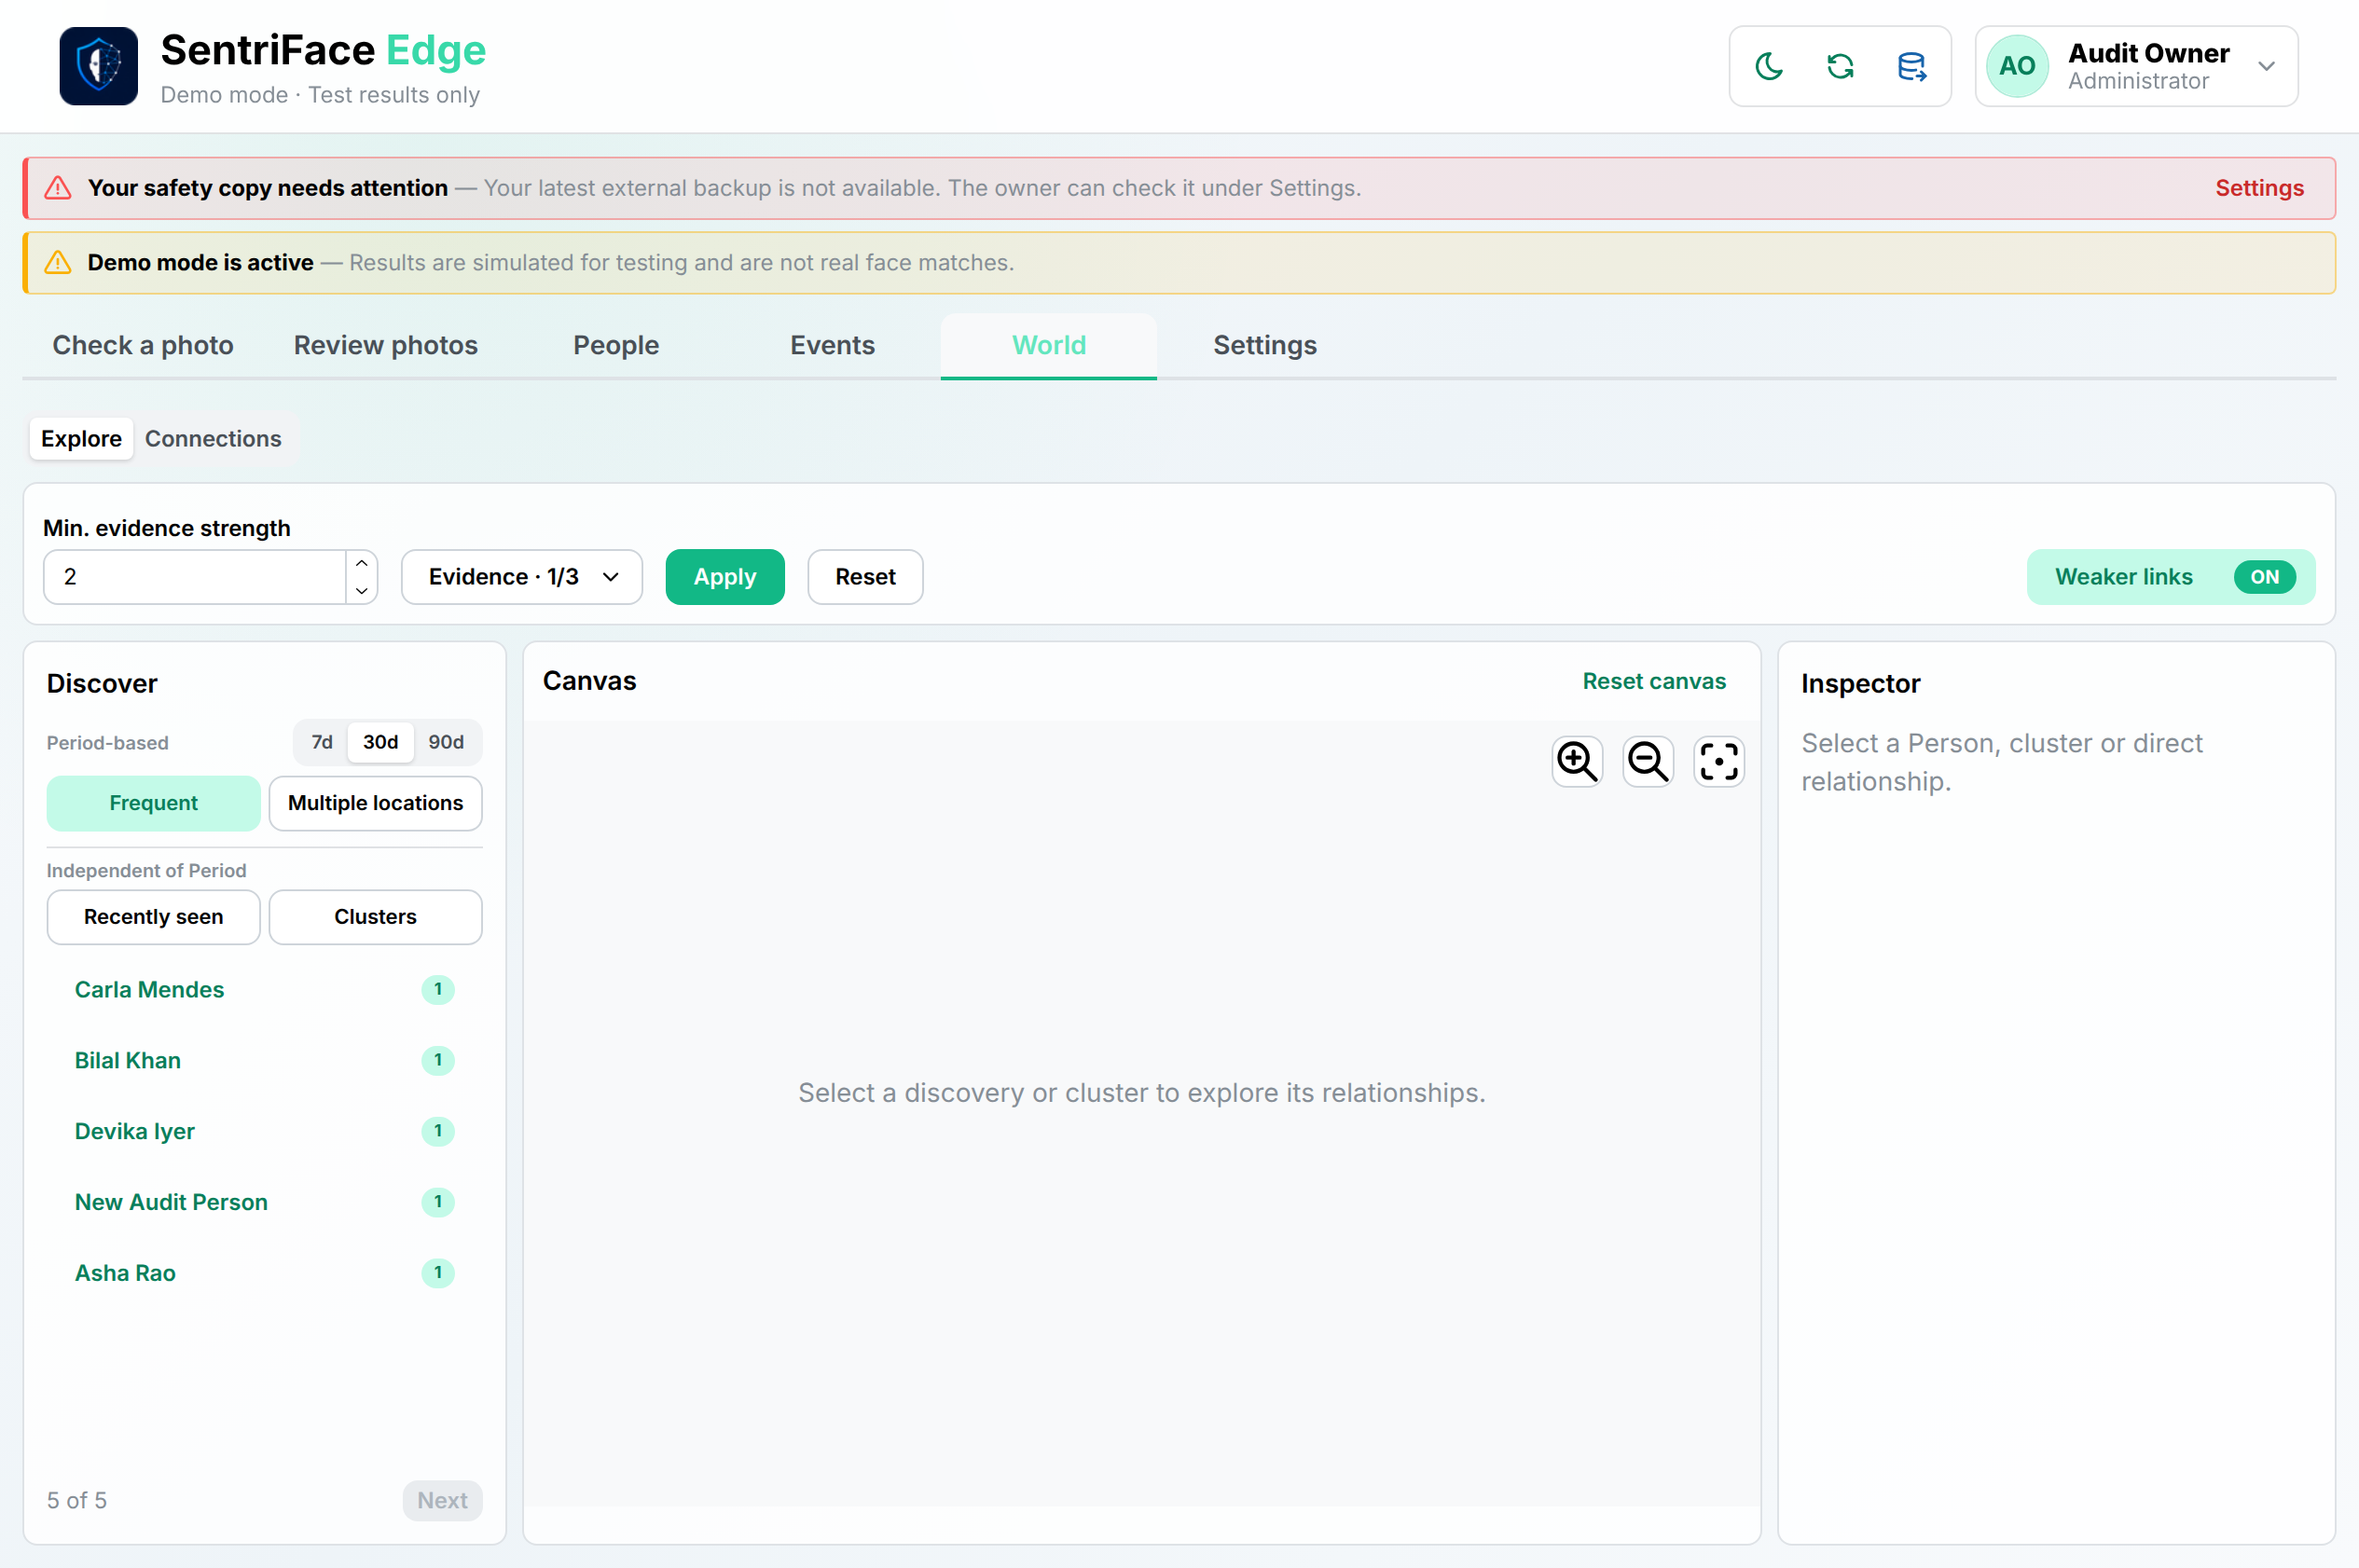 SentriFace Edge
Demo mode · Test results only
AO
Audit Owner
Administrator
Your safety copy needs attention — Your latest external backup is not available. The owner can check it under Settings.
Settings
Demo mode is active — Results are simulated for testing and are not real face matches.
Check a photo
Review photos
People
Events
World
Settings
Explore
Connections
Min. evidence strength
2
Evidence · 1/3
Apply
Reset
Weaker links
ON
Discover
Period-based
7d
30d
90d
Frequent
Multiple locations
Independent of Period
Recently seen
Clusters
Carla Mendes
1
Bilal Khan
1
Devika Iyer
1
New Audit Person
1
Asha Rao
1
5 of 5
Next
Canvas
Reset canvas
Select a discovery or cluster to explore its relationships.
Inspector
Select a Person, cluster or direct
relationship.